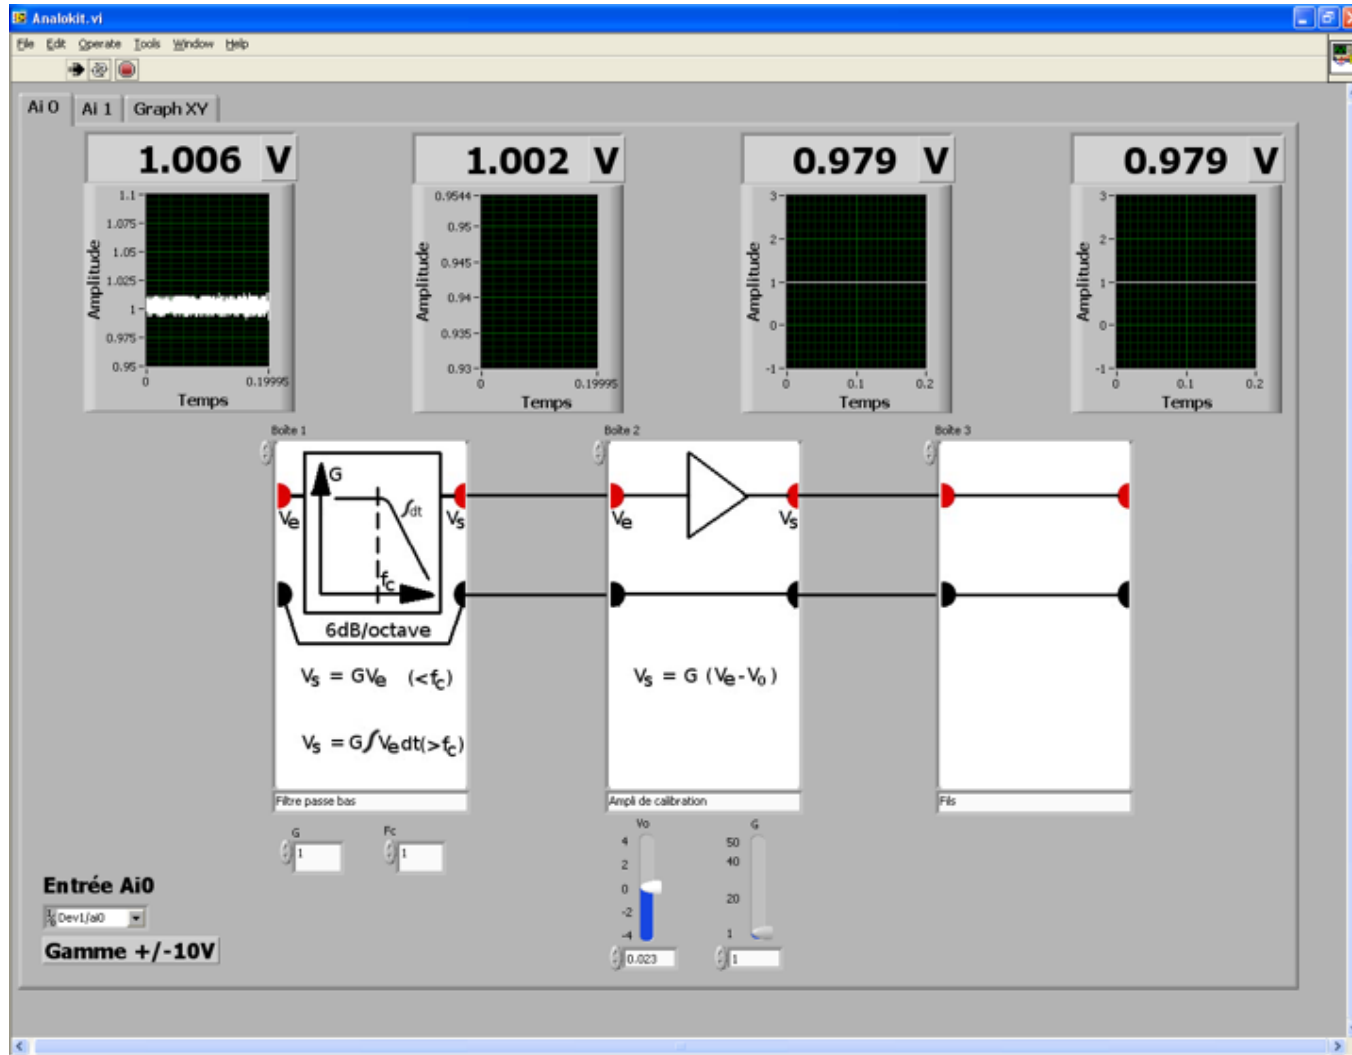 Analokit.vi
File Edit Operate Tools Window Help
Ai 0 Ai 1 Graph XY
1.006 V 1.002 V 0.979 V 0.979 V
Amplitude
1.1
1.075
1.05
1.025
1
0.975
0.95
0 0.19995
Temps
Amplitude
0.9544
0.95
0.945
0.94
0.935
0.93
0 0.19995
Temps
Amplitude
3
2
1
0
-1
0 0.1 0.2
Temps
Amplitude
3
2
1
0
-1
0 0.1 0.2
Temps
Boîte 1
G
Ve ∫dt Vs
fc
6dB/octave
Vs = GVe (<fc)
Vs = G∫Vedt(>fc)
Filtre passe bas
G Fc
1 1
Boîte 2
Ve Vs
Vs = G (Ve-V0)
Ampli de calibration
Vo
4
2
0
-2
-4
0.023
G
50
40
20
1
1
Boîte 3
Fils
Entrée Ai0
Dev1/ai0
Gamme +/-10V